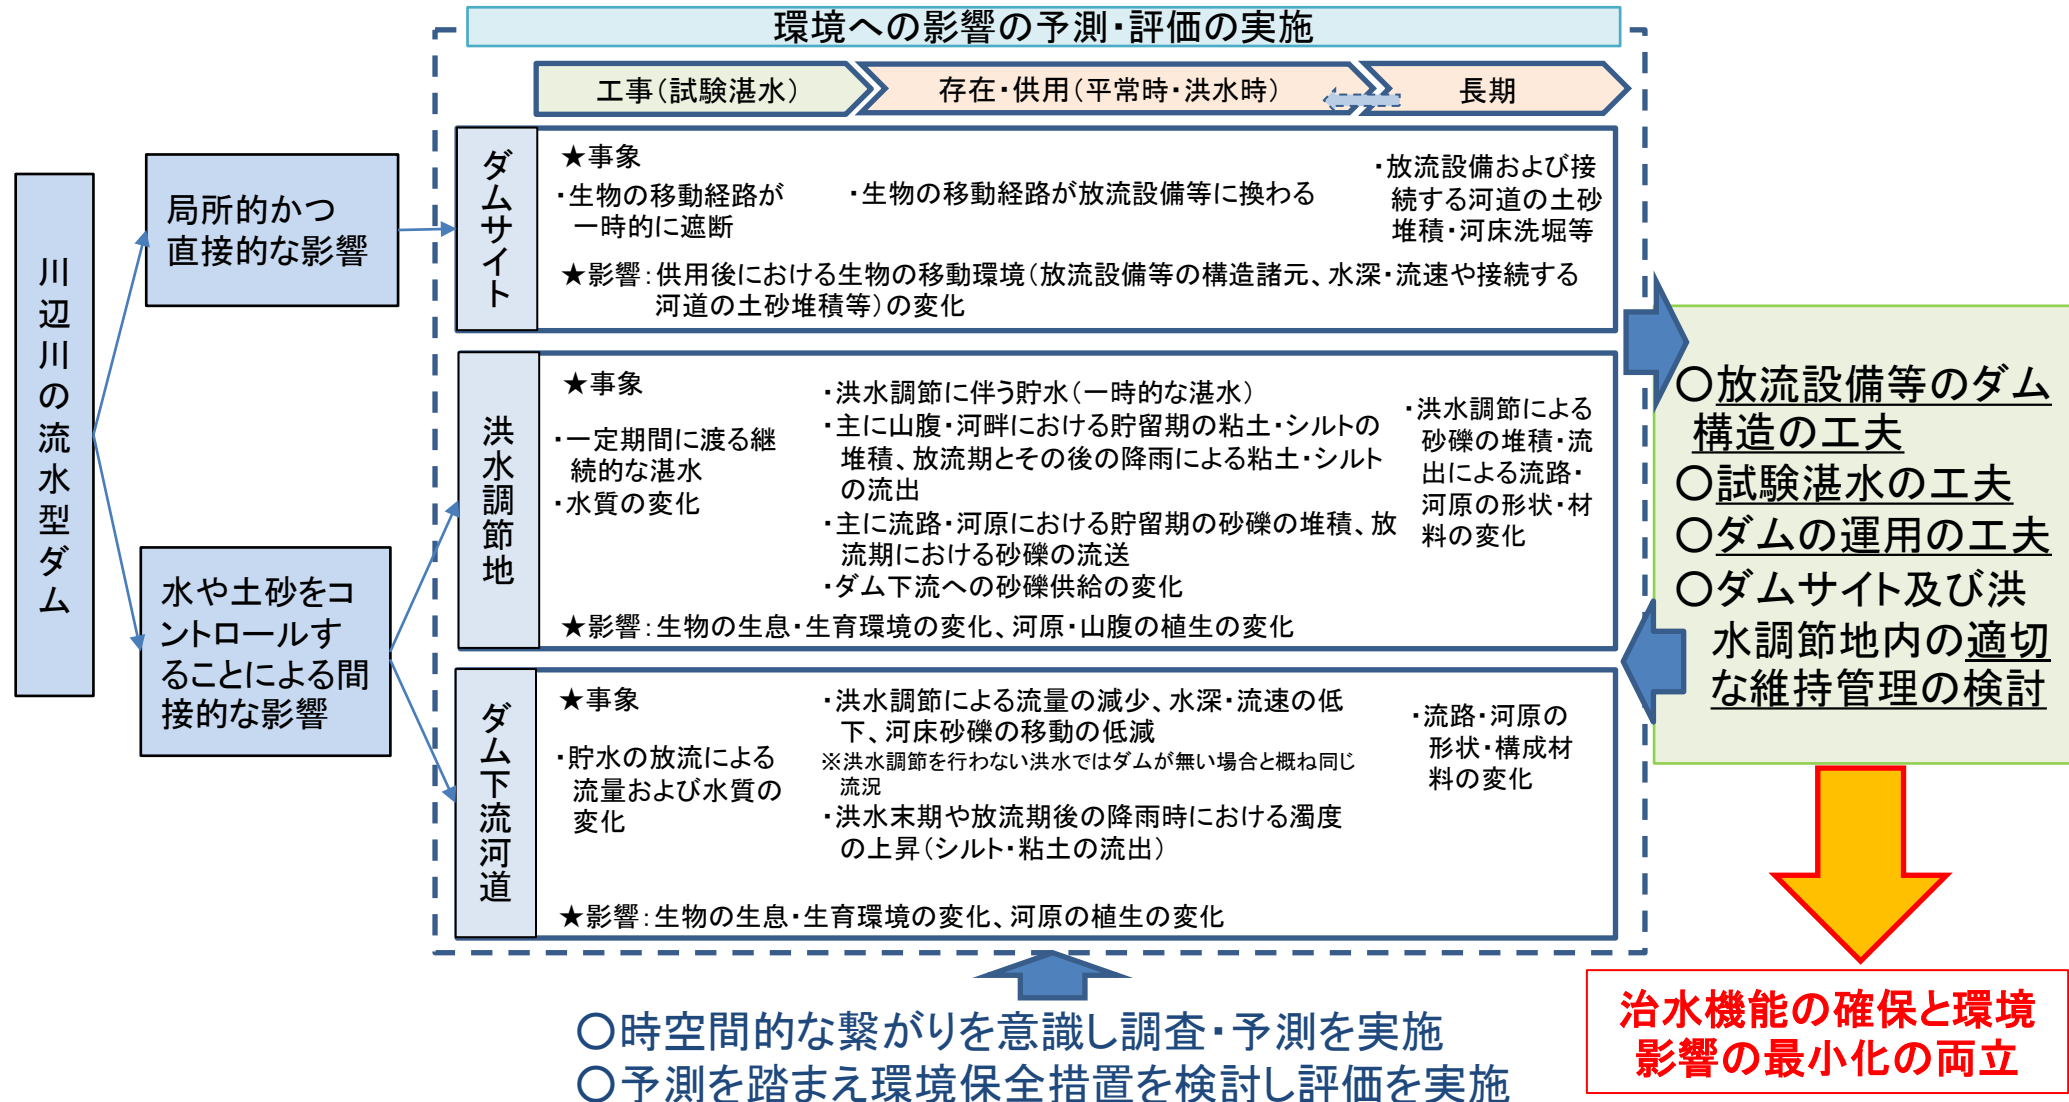 環境への影響の予測・評価の実施
工事（試験湛水）
存在・供用（平常時・洪水時）
長期
川辺川の流水型ダム
局所的かつ
直接的な影響
水や土砂をコ
ントロールす
ることによる間
接的な影響
ダムサイト
★事象
・生物の移動経路が
一時的に遮断
・生物の移動経路が放流設備等に換わる
・放流設備および接
続する河道の土砂
堆積・河床洗堀等
★影響：供用後における生物の移動環境（放流設備等の構造諸元、水深・流速や接続する
河道の土砂堆積等）の変化
洪水調節地
★事象
・一定期間に渡る継
続的な湛水
・水質の変化
・洪水調節に伴う貯水（一時的な湛水）
・主に山腹・河畔における貯留期の粘土・シルトの
堆積、放流期とその後の降雨による粘土・シルト
の流出
・主に流路・河原における貯留期の砂礫の堆積、放
流期における砂礫の流送
・ダム下流への砂礫供給の変化
・洪水調節による
砂礫の堆積・流
出による流路・
河原の形状・材
料の変化
★影響：生物の生息・生育環境の変化、河原・山腹の植生の変化
ダム下流河道
★事象
・貯水の放流による
流量および水質の
変化
・洪水調節による流量の減少、水深・流速の低
下、河床砂礫の移動の低減
※洪水調節を行わない洪水ではダムが無い場合と概ね同じ
流況
・洪水末期や放流期後の降雨時における濁度
の上昇（シルト・粘土の流出）
・流路・河原の
形状・構成材
料の変化
★影響：生物の生息・生育環境の変化、河原の植生の変化
〇放流設備等のダム
構造の工夫
〇試験湛水の工夫
〇ダムの運用の工夫
〇ダムサイト及び洪
水調節地内の適切
な維持管理の検討
〇時空間的な繋がりを意識し調査・予測を実施
〇予測を踏まえ環境保全措置を検討し評価を実施
治水機能の確保と環境
影響の最小化の両立